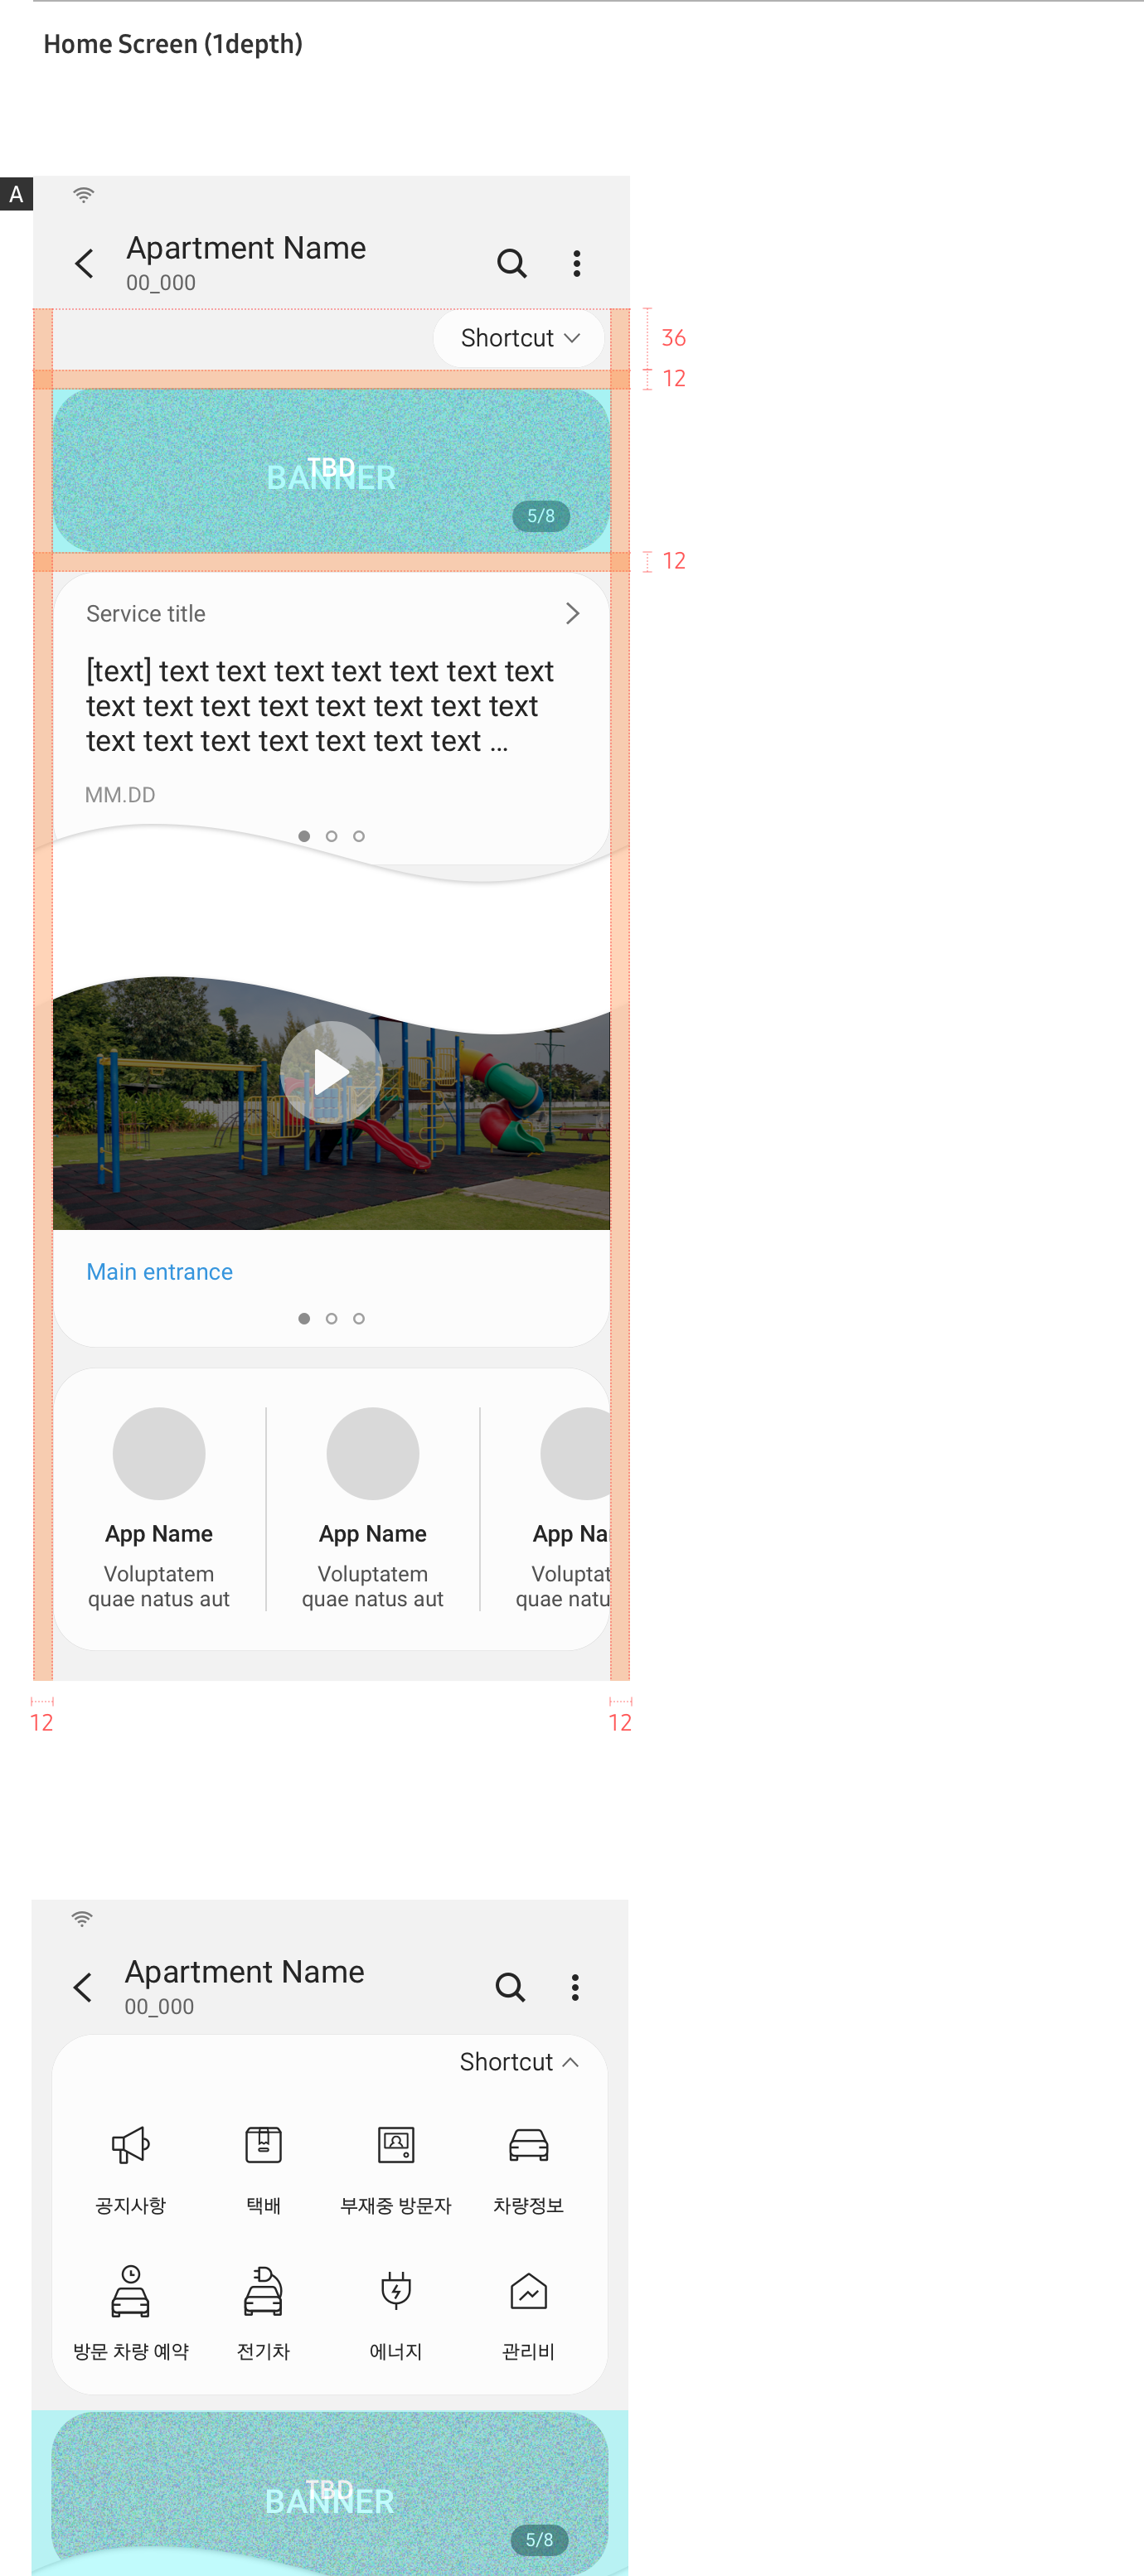 Home Screen (1depth)
A
Apartment Name
00_000
Shortcut
36
12
TBD
BANNER
5/8
12
Service title
[text] text text text text text text text
text text text text text text text text
text text text text text text text ...
MM.DD
Main entrance
App Name App Name App Na
Voluptatem Voluptatem Voluptat
quae natus aut quae natus aut quae natu
12 12
Apartment Name
00_000
Shortcut
공지사항 택배 부재중 방문자 차량정보
방문 차량 예약 전기차 에너지 관리비
TBD
BANNER
5/8